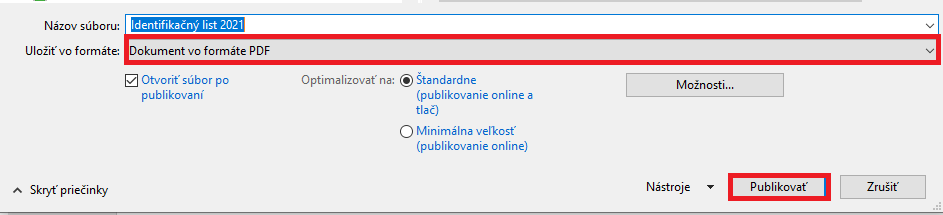 Názov súboru: Identifikačný list 2021
Uložiť vo formáte: Dokument vo formáte PDF
Otvoriť súbor po
publikovaní
Optimalizovať na:
Štandardne
(publikovanie online a
tlač)
Minimálna veľkosť
(publikovanie online)
Možnosti...
Skryť priečinky
Nástroje
Publikovať
Zrušiť